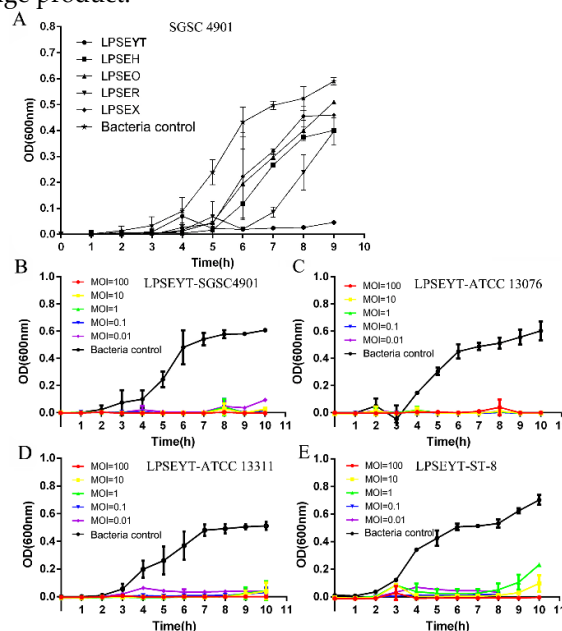 ge product.
A
SGSC 4901
LPSEYT
LPSEH
LPSEO
LPSER
LPSEX
Bacteria control
OD(600nm)
0.8
0.7
0.6
0.5
0.4
0.3
0.2
0.1
0.0
0 1 2 3 4 5 6 7 8 9 10
Time(h)
B
LPSEYT-SGSC4901
MOI=100
MOI=10
MOI=1
MOI=0.1
MOI=0.01
Bacteria control
OD(600nm)
1.0
0.8
0.6
0.4
0.2
0.0
1 2 3 4 5 6 7 8 9 10 11
Time(h)
C
LPSEYT-ATCC 13076
MOI=100
MOI=10
MOI=1
MOI=0.1
MOI=0.01
Bacteria control
OD(600nm)
1.0
0.8
0.6
0.4
0.2
0.0
1 2 3 4 5 6 7 8 9 10 1
Time(h)
D
LPSEYT-ATCC 13311
MOI=100
MOI=10
MOI=1
MOI=0.1
MOI=0.01
Bacteria control
OD(600nm)
1.0
0.8
0.6
0.4
0.2
0.0
1 2 3 4 5 6 7 8 9 10 11
Time(h)
E
LPSEYT-ST-8
MOI=100
MOI=10
MOI=1
MOI=0.1
MOI=0.01
Bacteria control
OD(600nm)
1.0
0.8
0.6
0.4
0.2
0.0
1 2 3 4 5 6 7 8 9 10 11
Time(h)